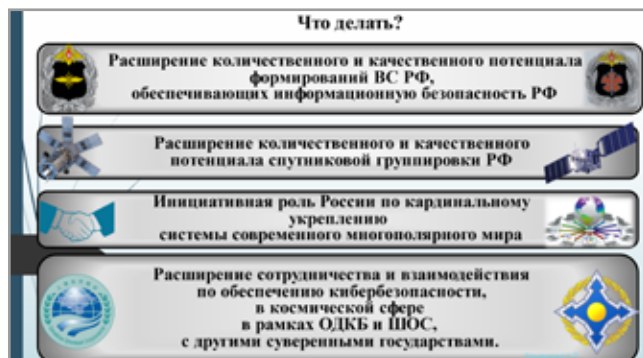 Что делать?
Расширение количественного и качественного потенциала
формирований ВС РФ,
обеспечивающих информационную безопасность РФ
Расширение количественного и качественного
потенциала спутниковой группировки РФ
Инициативная роль России по кардинальному
укреплению
системы современного многополярного мира
Расширение сотрудничества и взаимодействия
по обеспечению кибербезопасности,
в космической сфере
в рамках ОДКБ и ШОС,
с другими суверенными государствами.